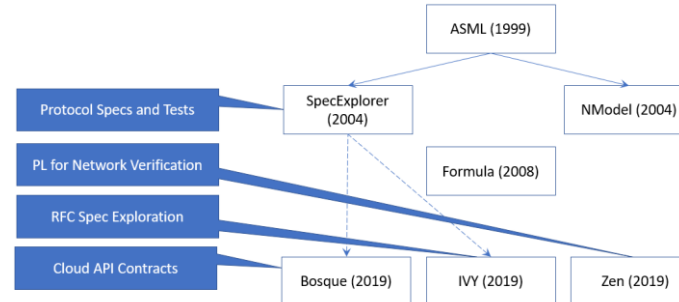 ASML (1999)
Protocol Specs and Tests
SpecExplorer
(2004)
NModel (2004)
PL for Network Verification
Formula (2008)
RFC Spec Exploration
Cloud API Contracts
Bosque (2019)
IVY (2019)
Zen (2019)